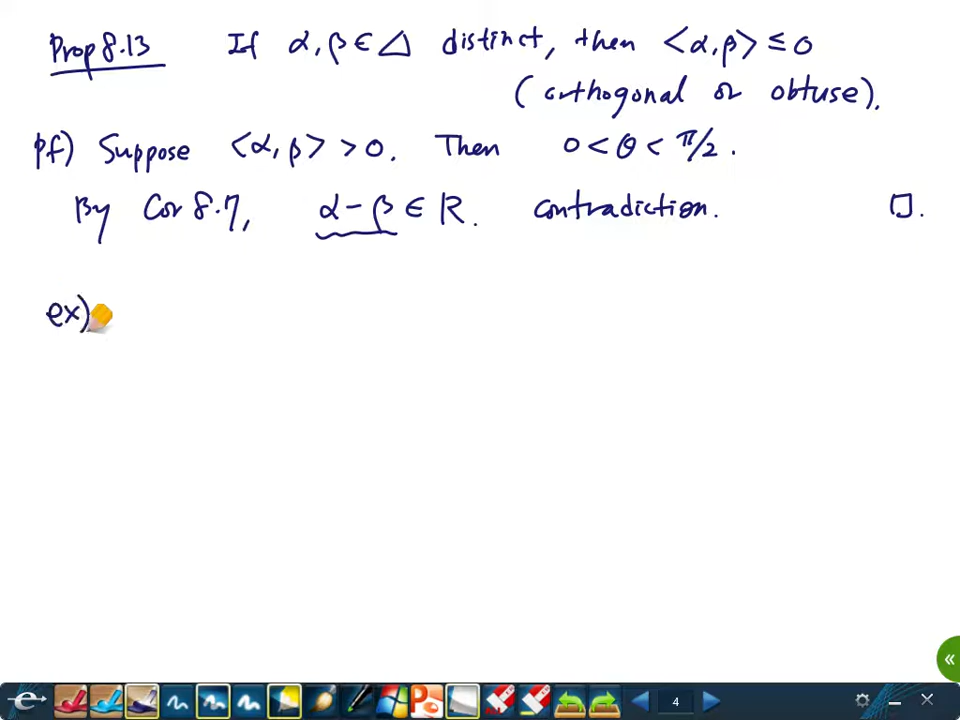 Prop 8.13 If α, β ∈ △ distinct, then <α, β> ≤ 0
(orthogonal or obtuse).
pf) Suppose <α, β> > 0. Then 0 < θ < π/2.
By Cor 8.7, α - β ∈ R. contradiction. □.
ex)
4